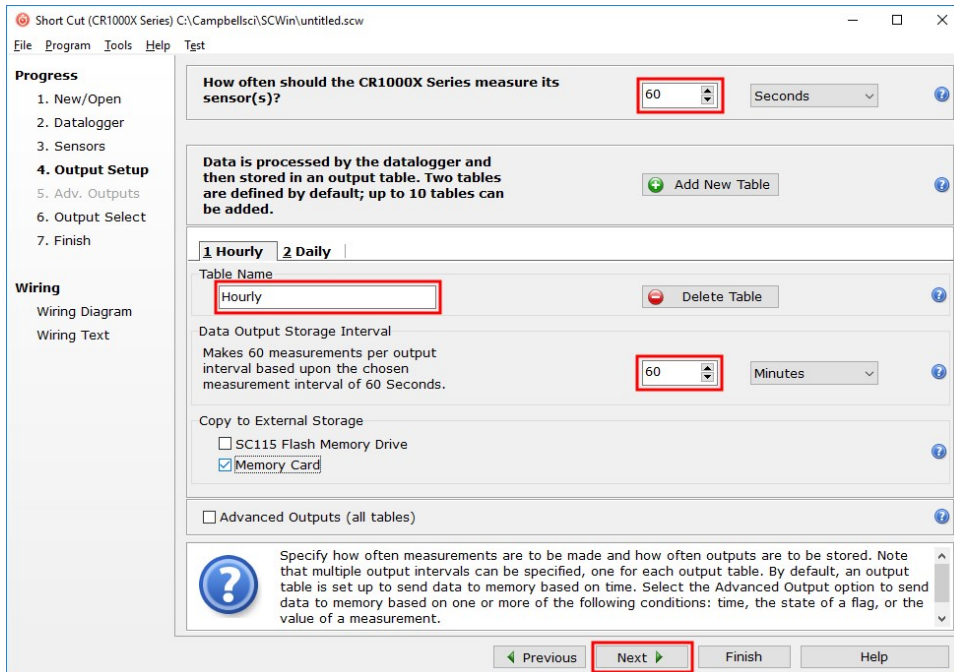 Short Cut (CR1000X Series) C:\Campbellsci\SCWin\untitled.scw
File Program Tools Help Test
Progress
1. New/Open
2. Datalogger
3. Sensors
4. Output Setup
5. Adv. Outputs
6. Output Select
7. Finish
Wiring
Wiring Diagram
Wiring Text
How often should the CR1000X Series measure its
sensor(s)?
60
Seconds
Data is processed by the datalogger and
then stored in an output table. Two tables
are defined by default; up to 10 tables can
be added.
Add New Table
1 Hourly 2 Daily
Table Name
Hourly
Delete Table
Data Output Storage Interval
Makes 60 measurements per output
interval based upon the chosen
measurement interval of 60 Seconds.
60
Minutes
Copy to External Storage
SC115 Flash Memory Drive
Memory Card
Advanced Outputs (all tables)
Specify how often measurements are to be made and how often outputs are to be stored. Note
that multiple output intervals can be specified, one for each output table. By default, an output
table is set up to send data to memory based on time. Select the Advanced Output option to send
data to memory based on one or more of the following conditions: time, the state of a flag, or the
value of a measurement.
Previous Next Finish Help